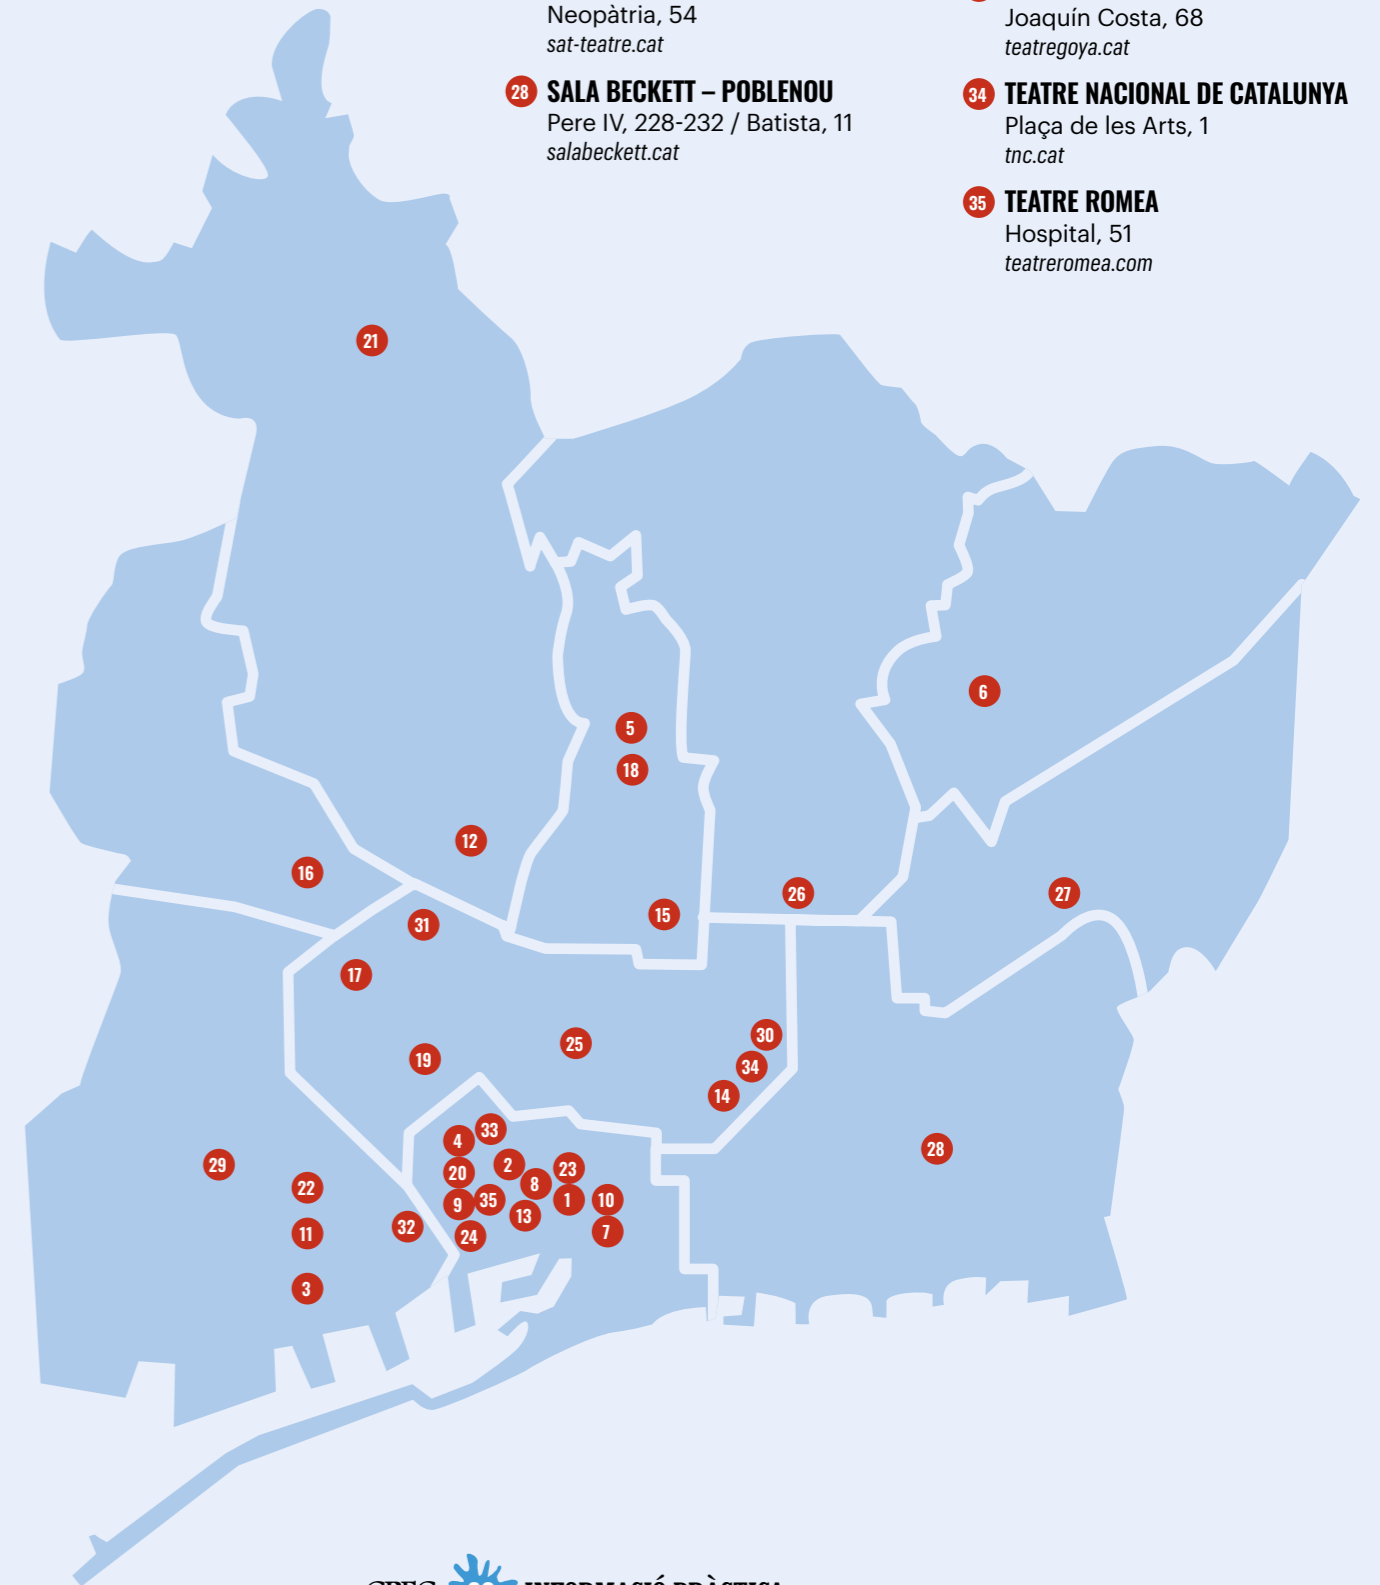 Neopàtria, 54
sat-teatre.cat
28 SALA BECKETT – POBLENOU
Pere IV, 228-232 / Batista, 11
salabeckett.cat
Joaquín Costa, 68
teatregoya.cat
34 TEATRE NACIONAL DE CATALUNYA
Plaça de les Arts, 1
tnc.cat
35 TEATRE ROMEA
Hospital, 51
teatreromea.com
21
6
5
18
12
16
26
27
15
31
17
30
25
19
34
14
33
4
28
29
2
23
20
8
22
35
1
10
9
13
32
7
11
24
3
INFORMACIÓ PRÀCTICA